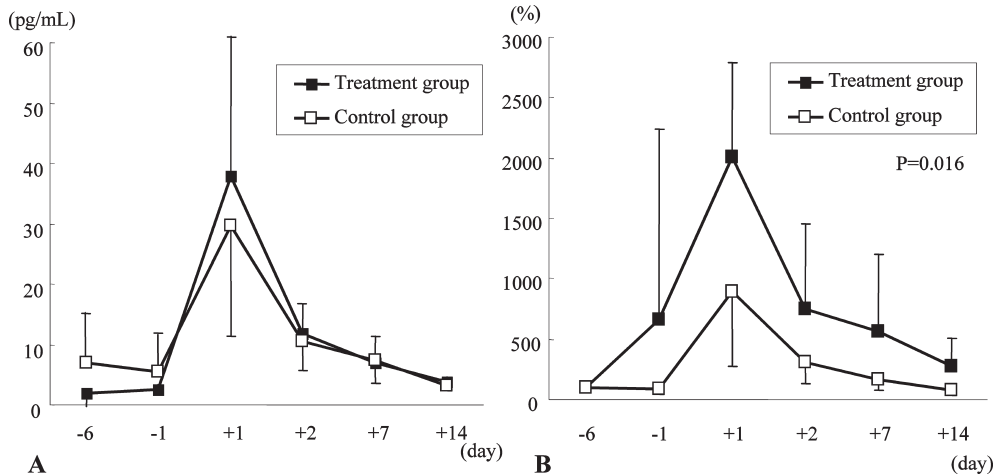 (pg/mL)
60
50
40
30
20
10
0
Treatment group
Control group
-6 -1 +1 +2 +7 +14
(day)
A
(%)
3000
2500
2000
1500
1000
500
0
Treatment group
Control group
P=0.016
-6 -1 +1 +2 +7 +14
(day)
B